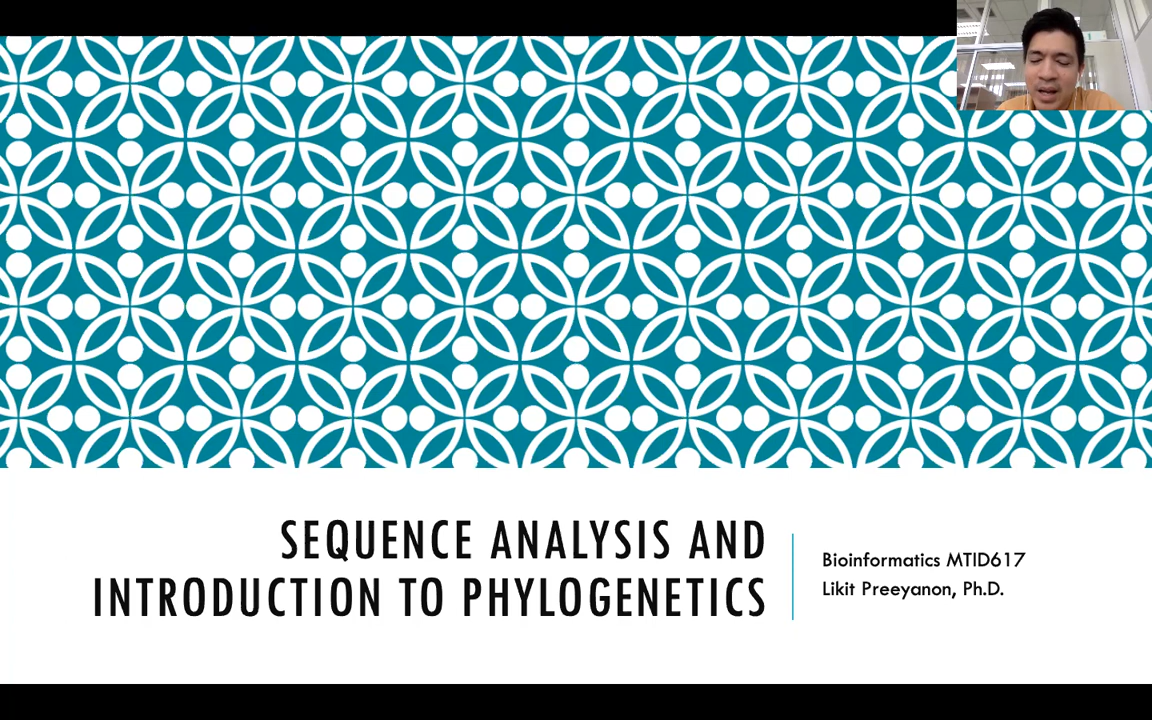 SEQUENCE ANALYSIS AND
INTRODUCTION TO PHYLOGENETICS
Bioinformatics MTID617
Likit Preeyanon, Ph.D.